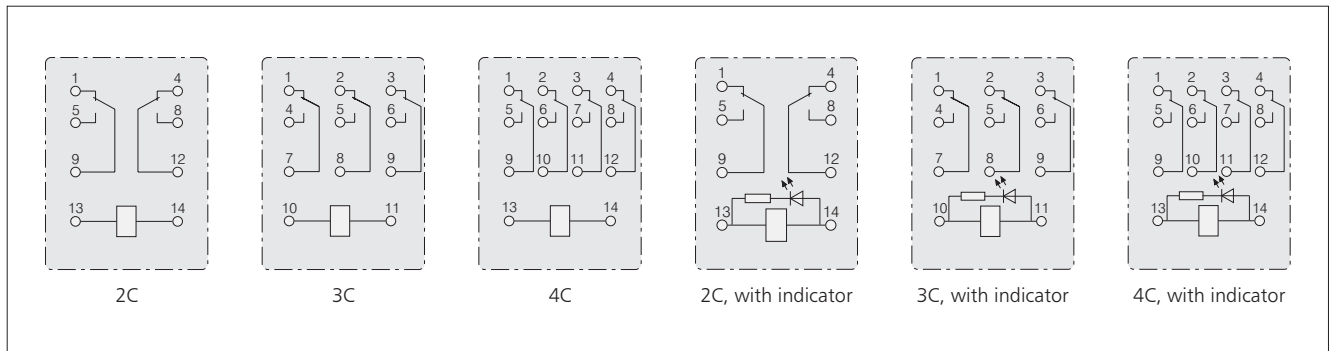 1 4
5 8
9 12
13 14
2C
1 2 3
4 5 6
7 8 9
10 11
3C
1 2 3 4
5 6 7 8
9 10 11 12
13 14
4C
1 4
5 8
9 12
13 14
2C, with indicator
1 2 3
4 5 6
7 8 9
10 11
3C, with indicator
1 2 3 4
5 6 7 8
9 10 11 12
13 14
4C, with indicator